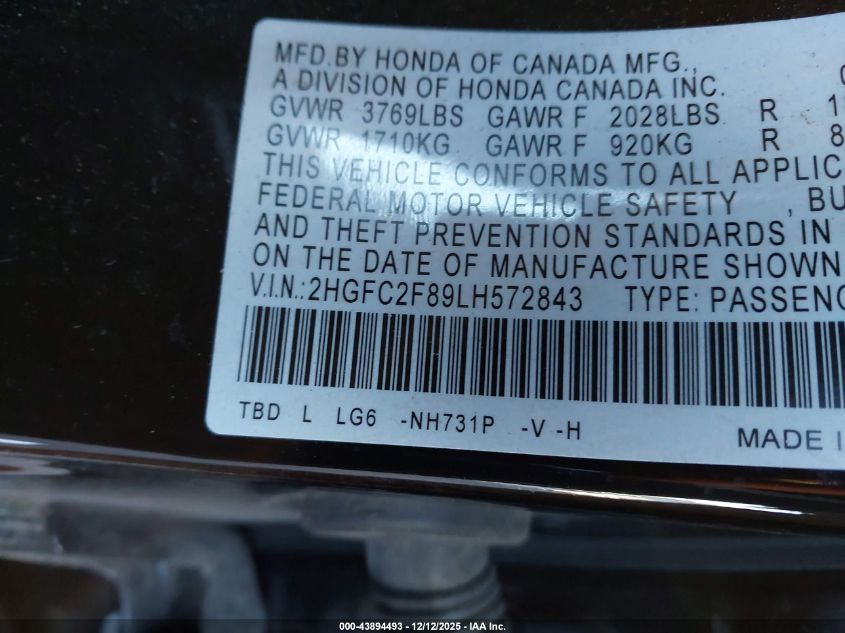 MFD.BY HONDA OF CANADA MFG.,
A DIVISION OF HONDA CANADA INC.
GVWR 3769LBS GAWR F 2028LBS R
GVWR 1710KG GAWR F 920KG R
THIS VEHICLE CONFORMS TO ALL APPLIC
FEDERAL MOTOR VEHICLE SAFETY , BU
AND THEFT PREVENTION STANDARDS IN
ON THE DATE OF MANUFACTURE SHOWN
V.I.N.: 2HGFC2F89LH572843 TYPE: PASSENG
TBD L LG6 -NH731P -V -H
MADE I
000-43894493 - 12/12/2025 - IAA Inc.